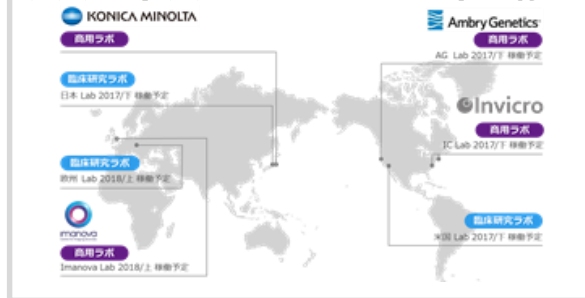 KONICA MINOLTA
商用ラボ
臨床研究ラボ
日本 Lab 2017/下 稼働予定
臨床研究ラボ
欧州 Lab 2018/上 稼働予定
imanova
商用ラボ
Imanova Lab 2018/上 稼働予定
Ambry Genetics
商用ラボ
AG Lab 2017/下 稼働予定
Invicro
商用ラボ
IC Lab 2017/下 稼働予定
臨床研究ラボ
米国 Lab 2017/下 稼働予定